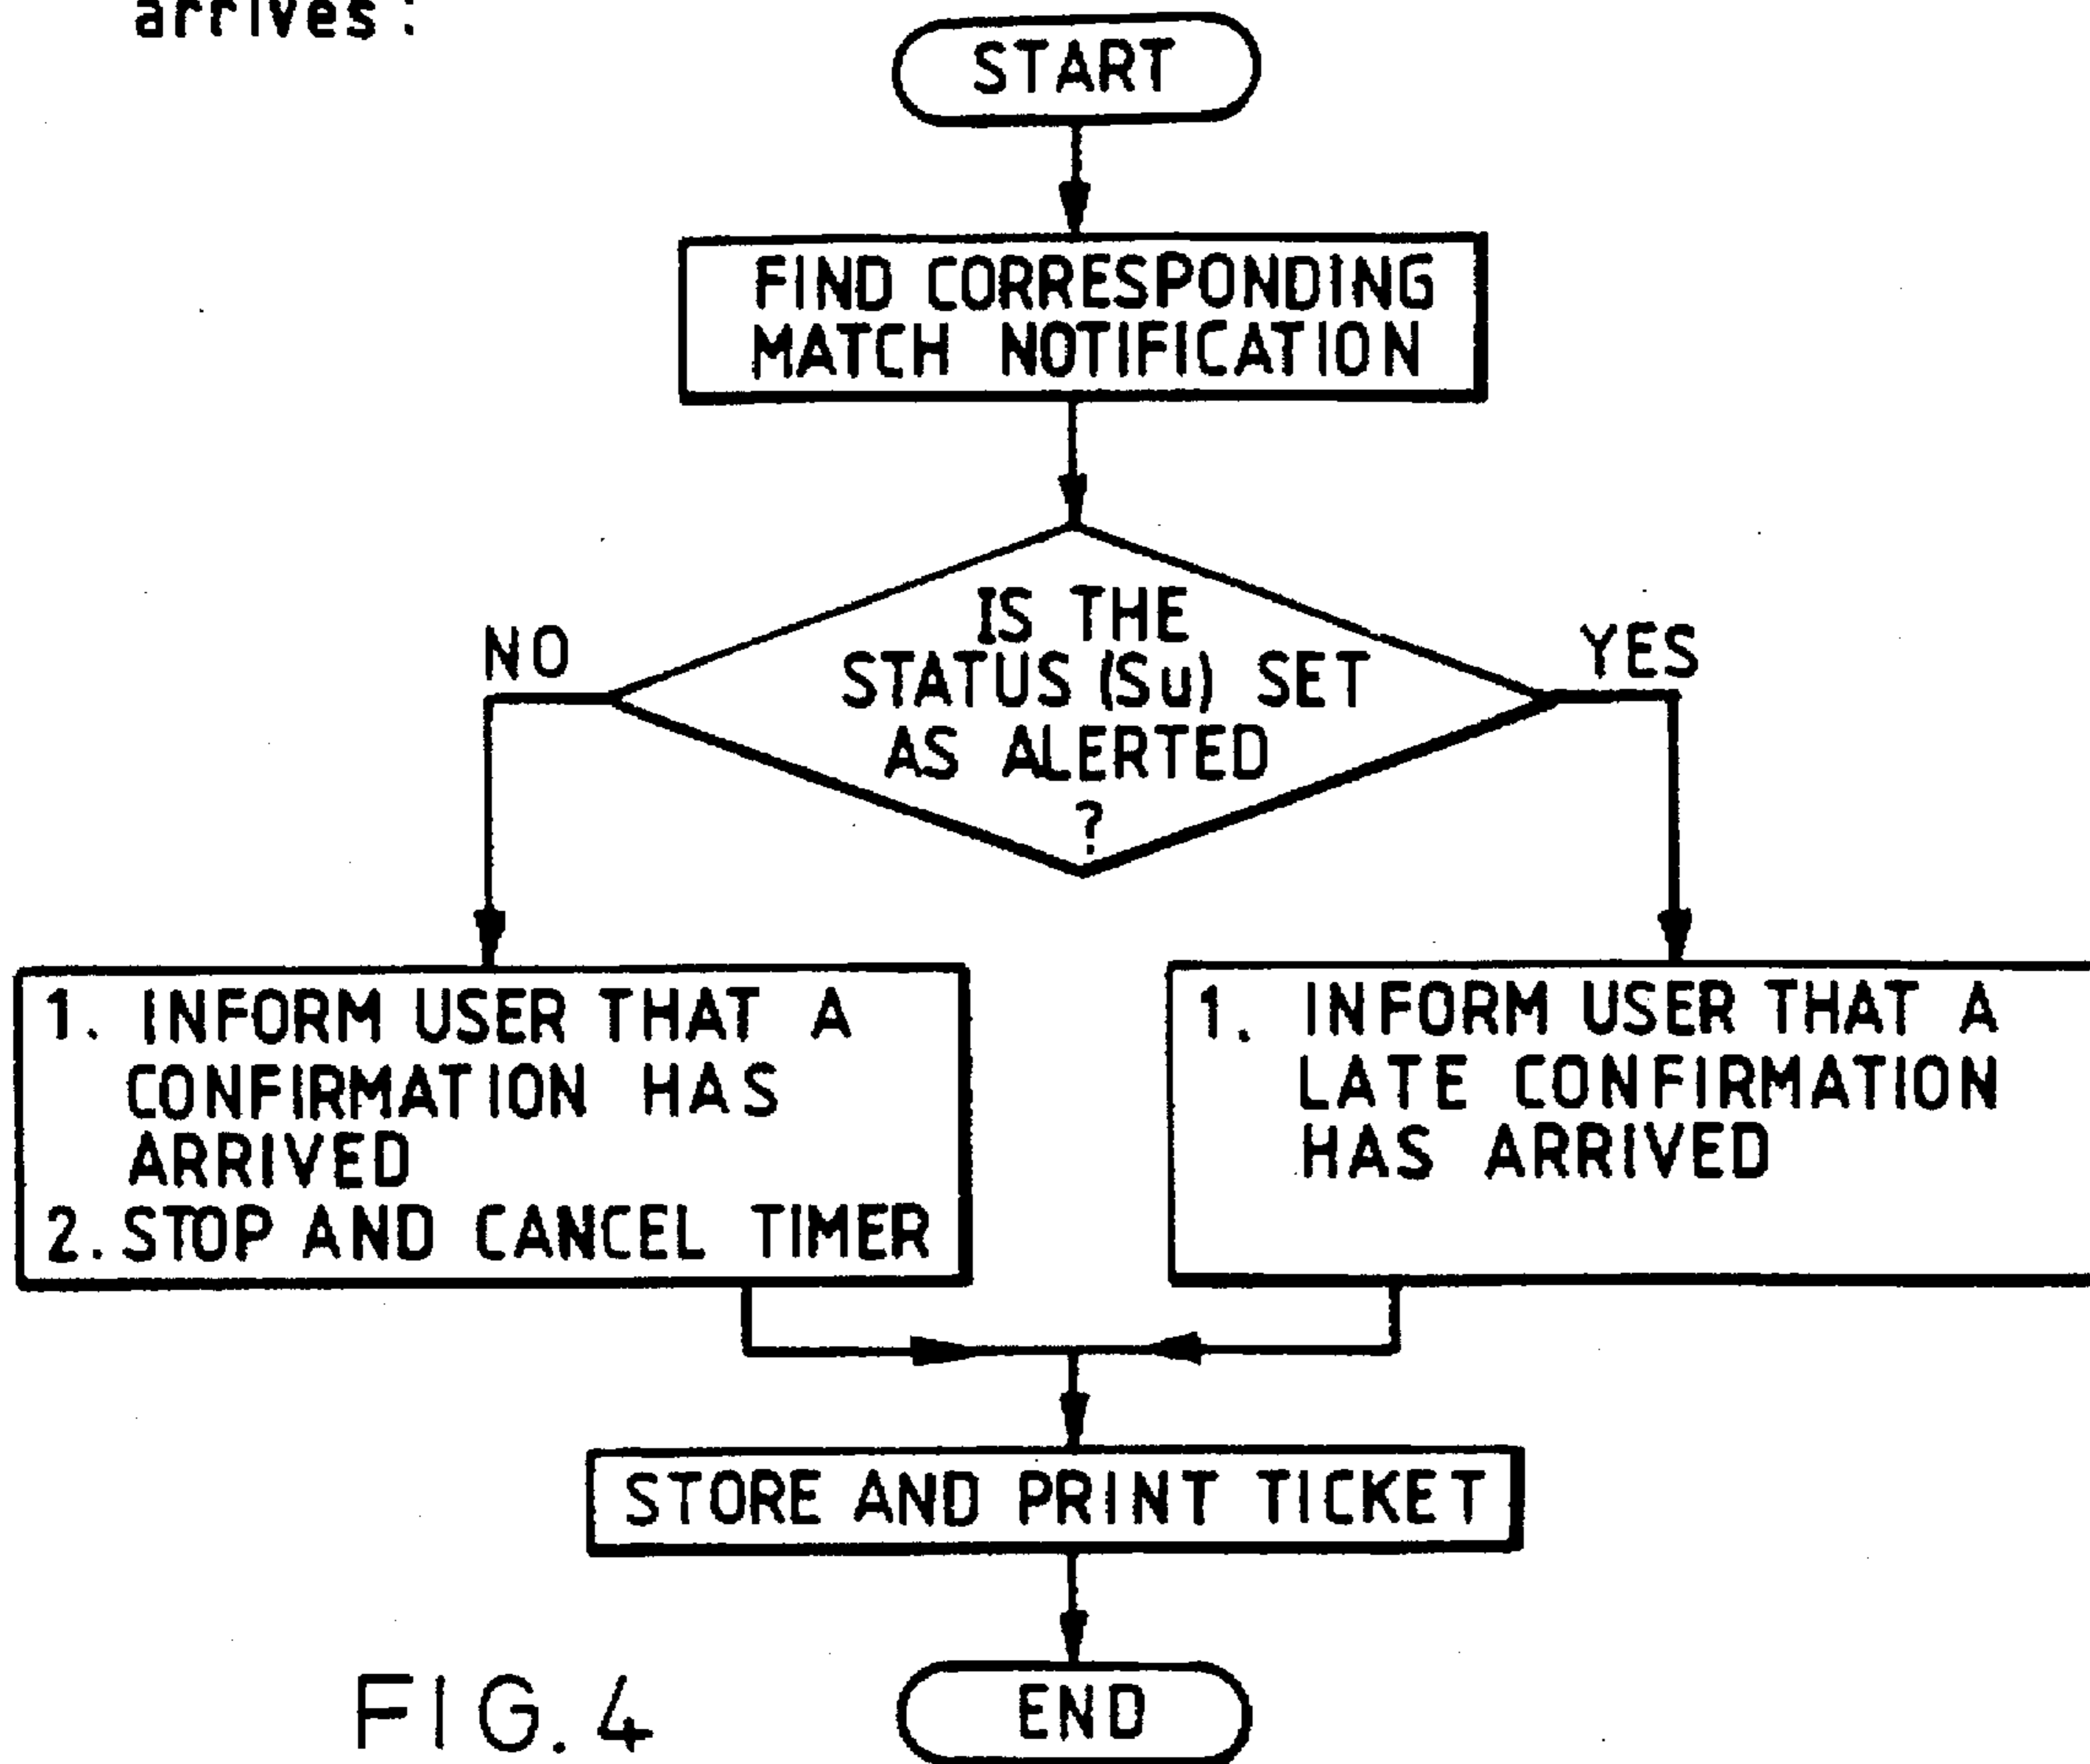 arrives :
START
FIND CORRESPONDING
MATCH NOTIFICATION
IS THE
STATUS (Su) SET
AS ALERTED
?
NO
YES
1. INFORM USER THAT A
CONFIRMATION HAS
ARRIVED
2. STOP AND CANCEL TIMER
1. INFORM USER THAT A
LATE CONFIRMATION
HAS ARRIVED
STORE AND PRINT TICKET
END
FIG. 4